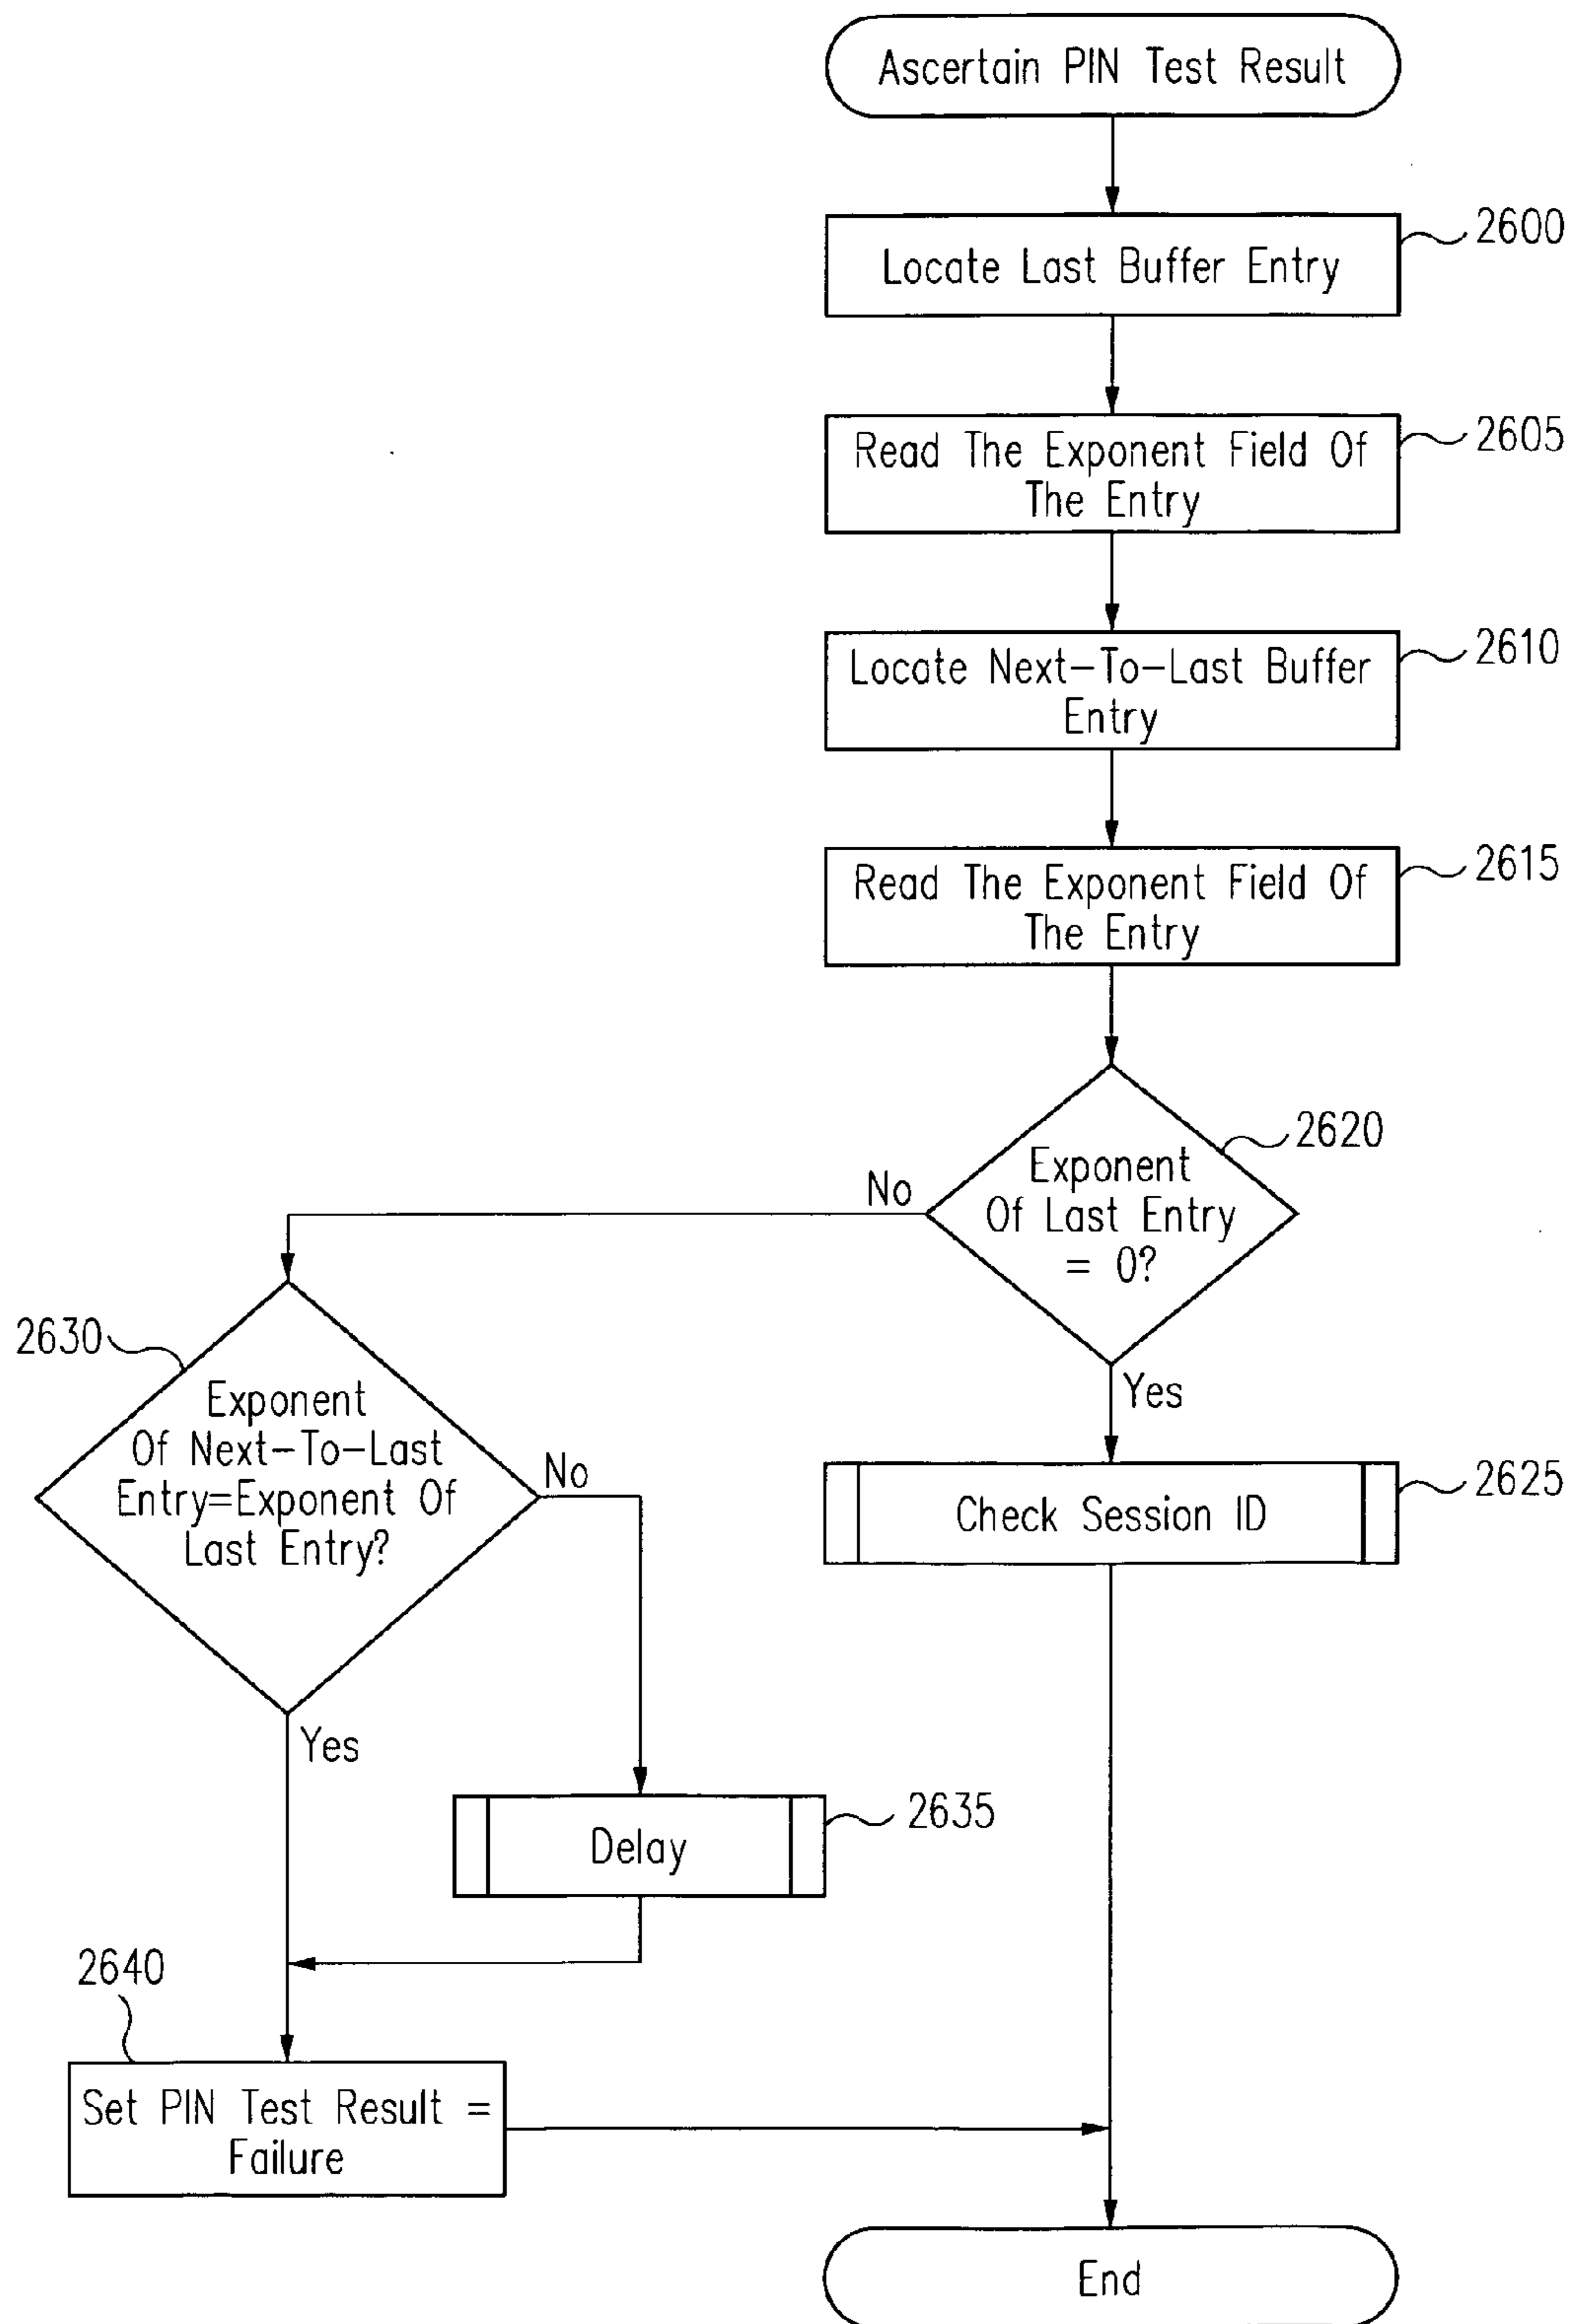 Ascertain PIN Test Result
Locate Last Buffer Entry
2600
Read The Exponent Field Of
The Entry
2605
Locate Next-To-Last Buffer
Entry
2610
Read The Exponent Field Of
The Entry
2615
Exponent
Of Last Entry
= 0?
2620
No
Yes
2630
Exponent
Of Next-To-Last
Entry=Exponent Of
Last Entry?
No
Yes
Check Session ID
2625
Delay
2635
2640
Set PIN Test Result =
Failure
End